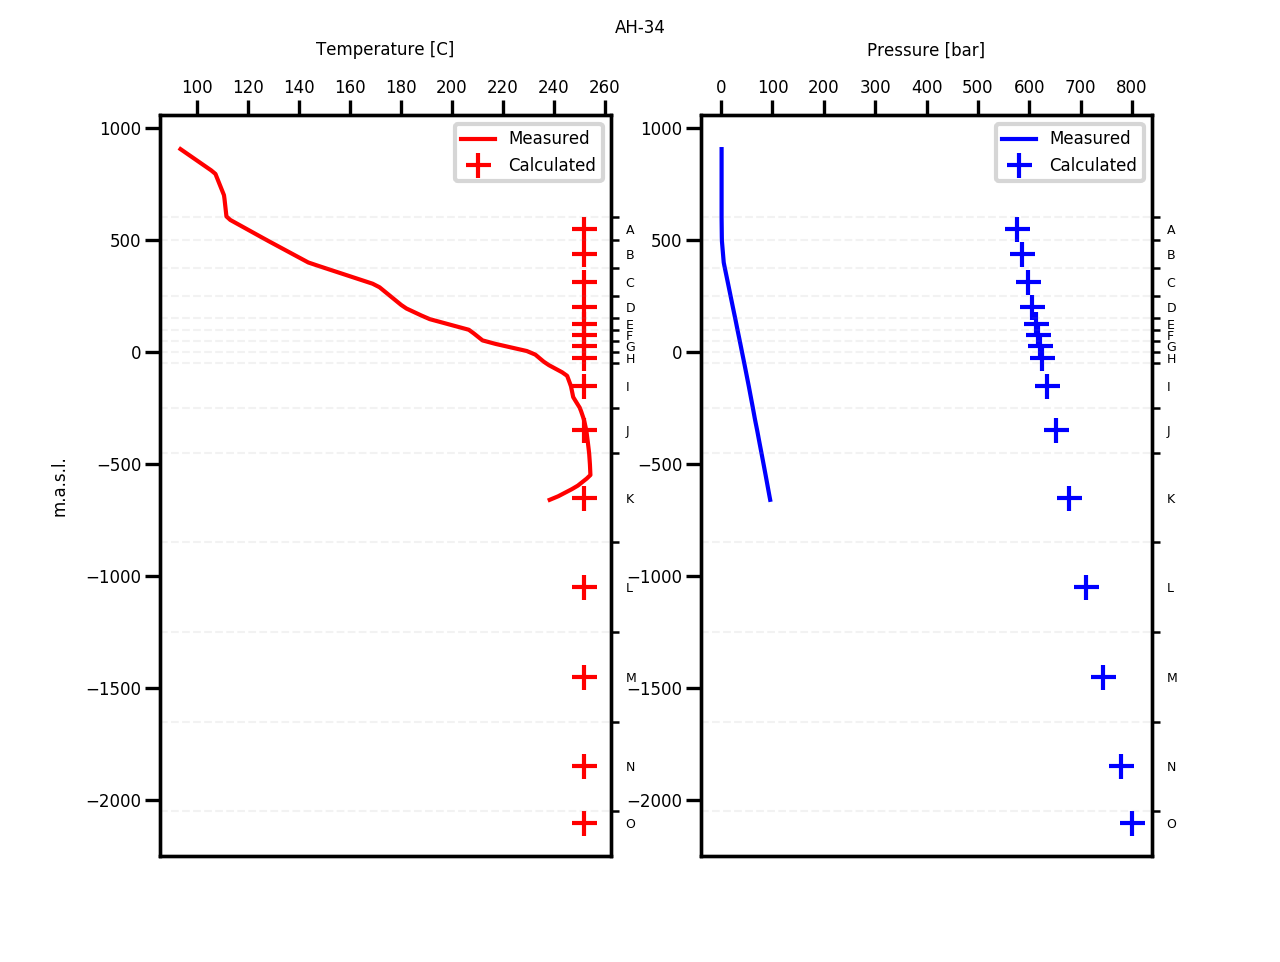 AH-34
Temperature [C]
Pressure [bar]
100 120 140 160 180 200 220 240 260
0 100 200 300 400 500 600 700 800
Measured
Calculated
Measured
Calculated
1000
500
0
−500
−1000
−1500
−2000
m.a.s.l.
A
B
C
D
E
F
G
H
I
J
K
L
M
N
O
1000
500
0
−500
−1000
−1500
−2000
A
B
C
D
E
F
G
H
I
J
K
L
M
N
O